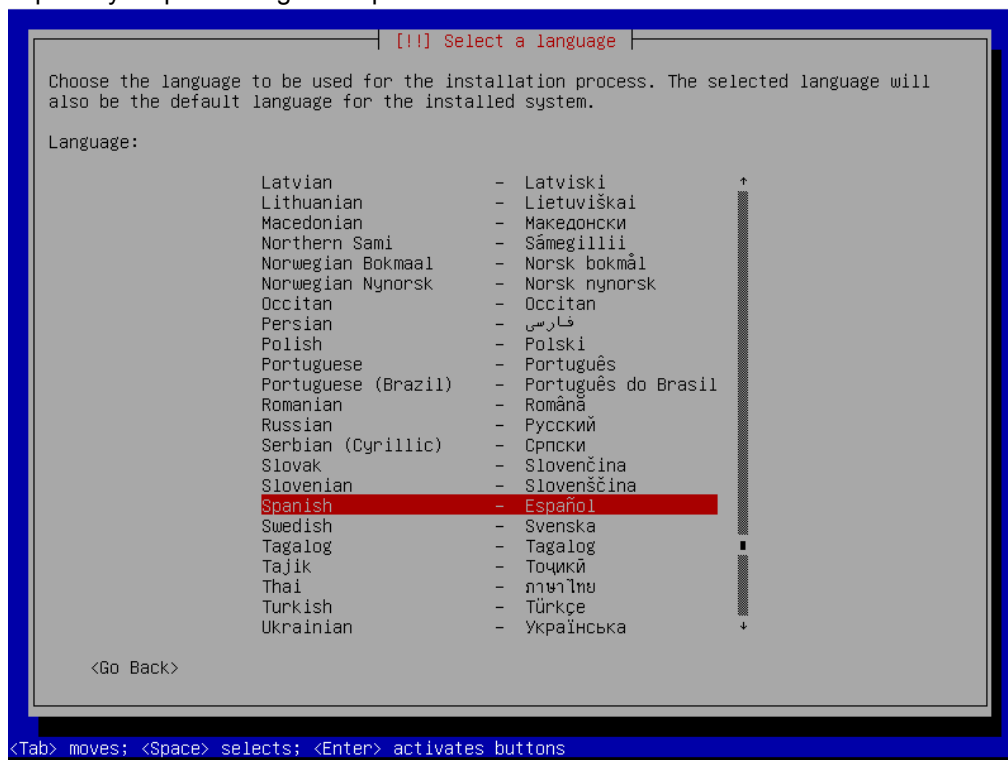 [!!] Select a language
Choose the language to be used for the installation process. The selected language will
also be the default language for the installed system.
Language:
Latvian - Latviski
Lithuanian - Lietuviškai
Macedonian - Македонски
Northern Sami - Sámegillii
Norwegian Bokmaal - Norsk bokmål
Norwegian Nynorsk - Norsk nynorsk
Occitan - Occitan
Persian - فارسی
Polish - Polski
Portuguese - Português
Portuguese (Brazil) - Português do Brasil
Romanian - Română
Russian - Русский
Serbian (Cyrillic) - Српски
Slovak - Slovenčina
Slovenian - Slovenščina
Spanish - Español
Swedish - Svenska
Tagalog - Tagalog
Tajik - Тоҷикӣ
Thai - ภาษาไทย
Turkish - Türkçe
Ukrainian - Українська
<Go Back>
<Tab> moves; <Space> selects; <Enter> activates buttons